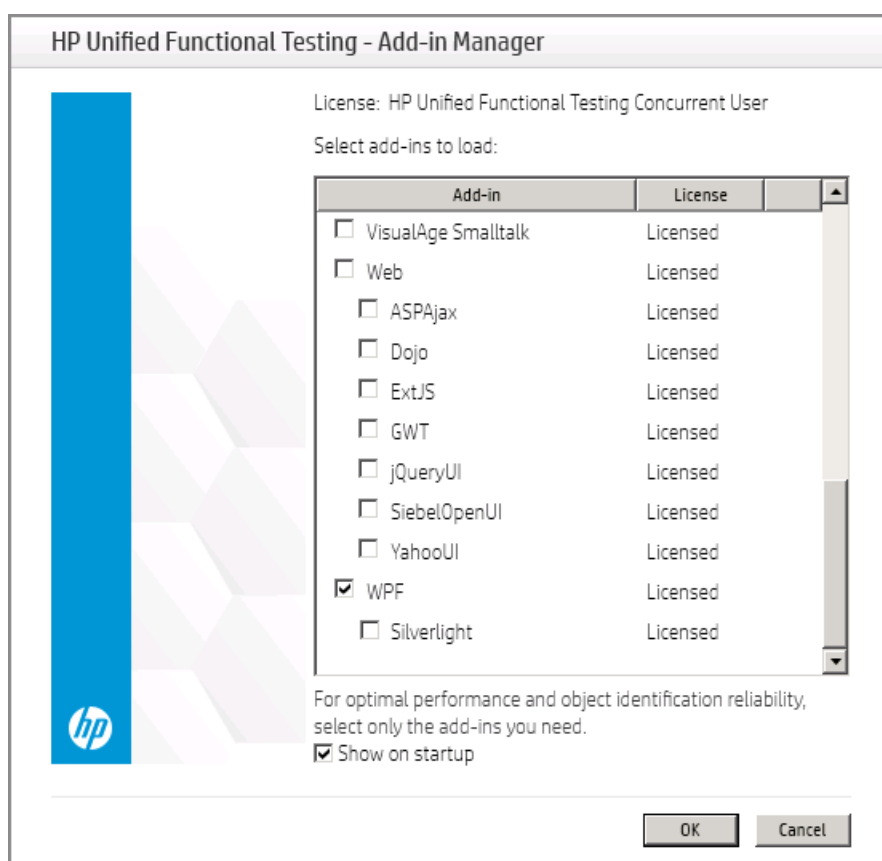 HP Unified Functional Testing - Add-in Manager
License: HP Unified Functional Testing Concurrent User
Select add-ins to load:
Add-in License
VisualAge Smalltalk Licensed
Web Licensed
ASPAjax Licensed
Dojo Licensed
ExtJS Licensed
GWT Licensed
jQueryUI Licensed
SiebelOpenUI Licensed
YahooUI Licensed
WPF Licensed
Silverlight Licensed
For optimal performance and object identification reliability,
select only the add-ins you need.
Show on startup
hp
OK Cancel